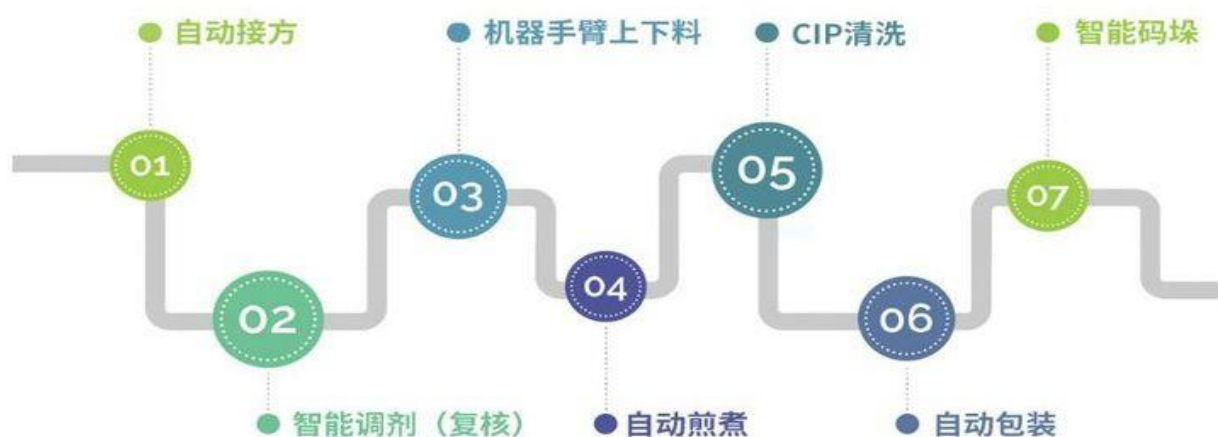 自动接方
机器手臂上下料
CIP清洗
智能码垛
01
03
05
07
02
04
06
智能调剂（复核）
自动煎煮
自动包装